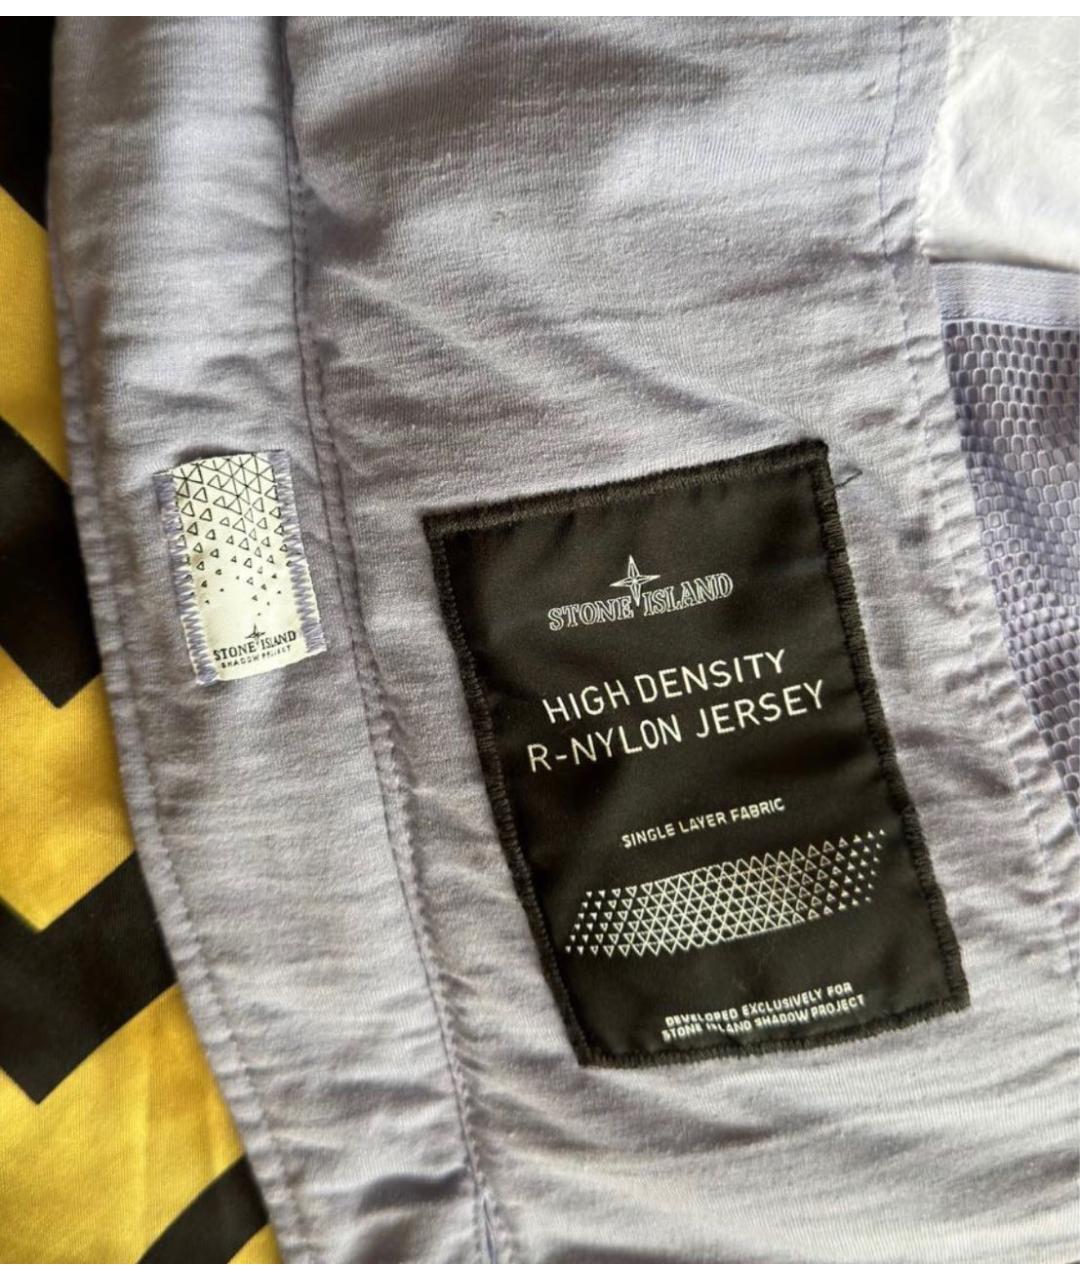 STONE ISLAND
SHADOW PROJECT
STONE ISLAND
HIGH DENSITY
R-NYLON JERSEY
SINGLE LAYER FABRIC
DEVELOPED EXCLUSIVELY FOR
STONE ISLAND SHADOW PROJECT